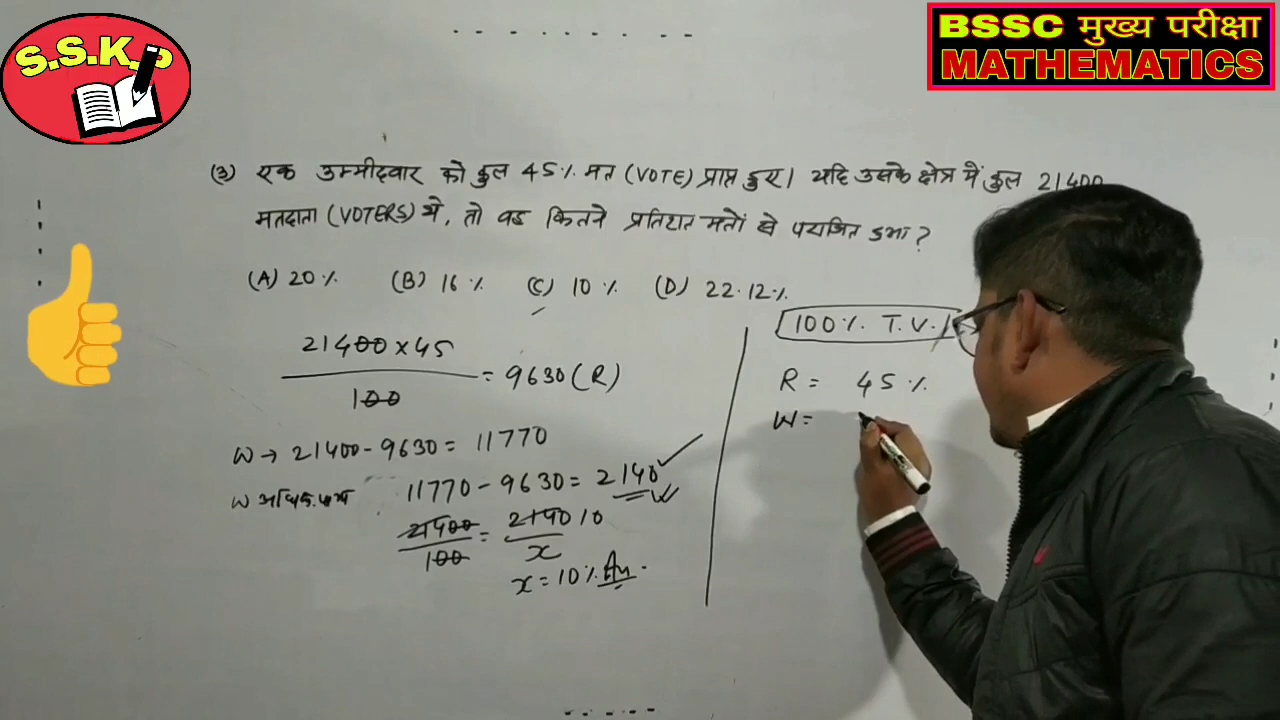 S.S.K.P
BSSC मुख्य परीक्षा
MATHEMATICS
(3) एक उम्मीदवार को कुल 45% मत (VOTE) प्राप्त हुए। यदि उसके क्षेत्र में कुल 21400
मतदाता (VOTERS) थे, तो वह कितने प्रतिशत मतों से पराजित हुआ?
(A) 20% (B) 16% (C) 10% (D) 22.12%
21400×45
100
= 9630 (R)
W → 21400 - 9630 = 11770
W
11770 - 9630 = 2140
21400 = 2140 10
100 x
x = 10% Ans.
100% T.V.
R = 45%
W =